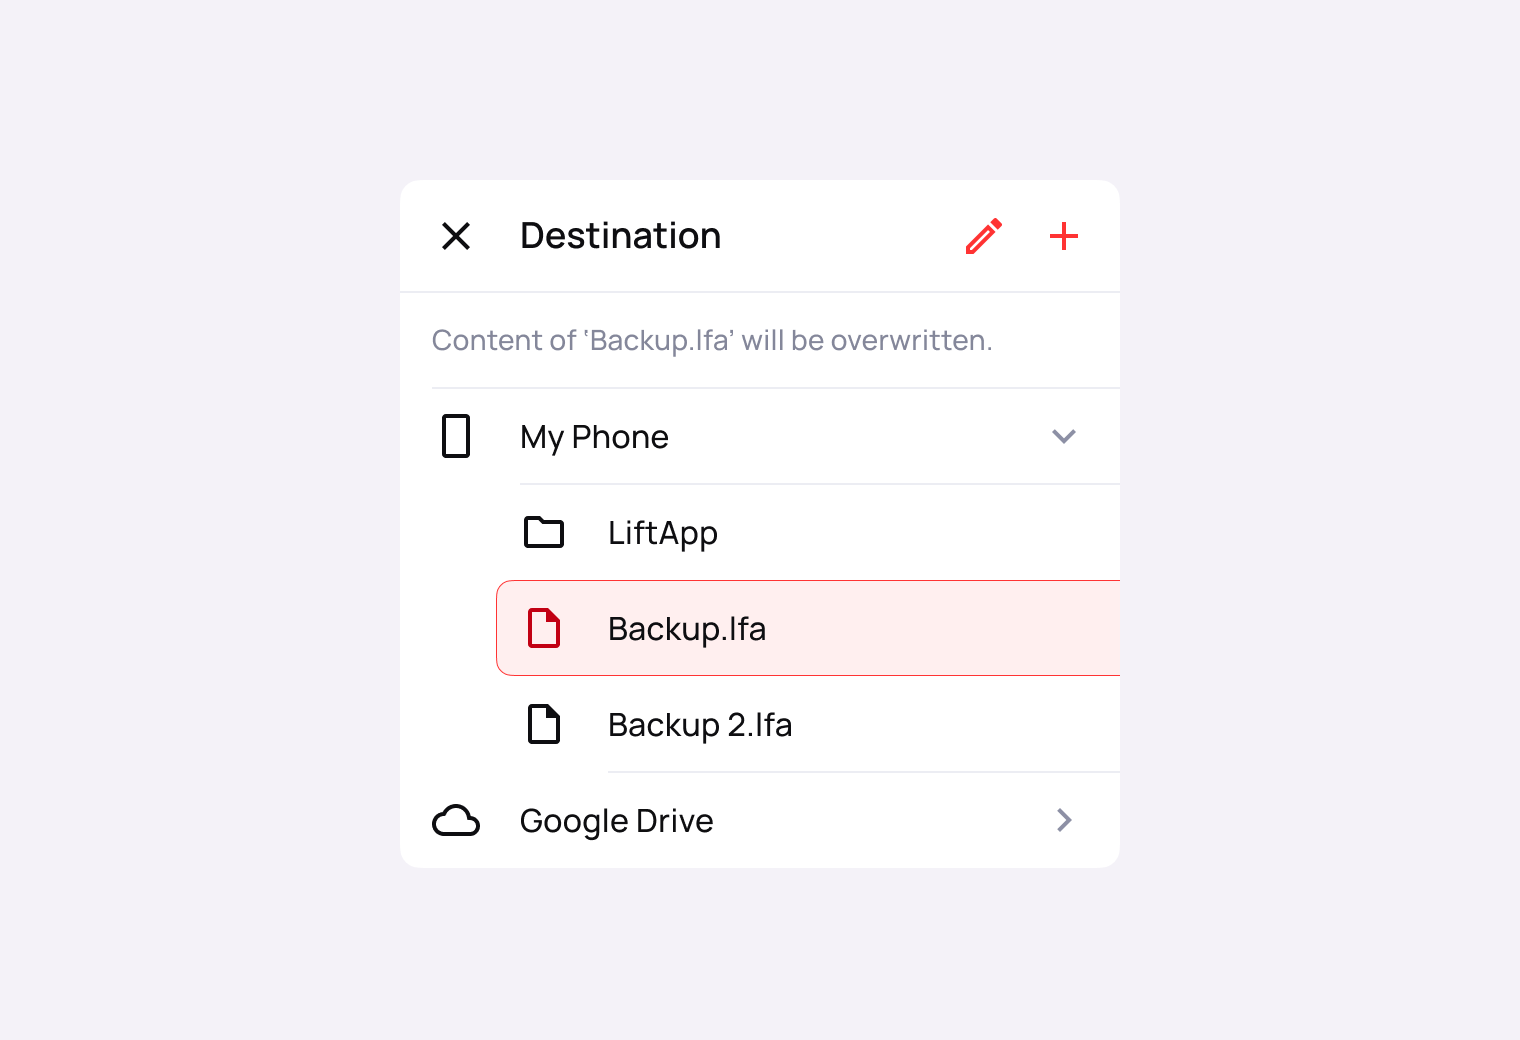 Destination
Content of ‘Backup.lfa’ will be overwritten.
My Phone
LiftApp
Backup.lfa
Backup 2.lfa
Google Drive